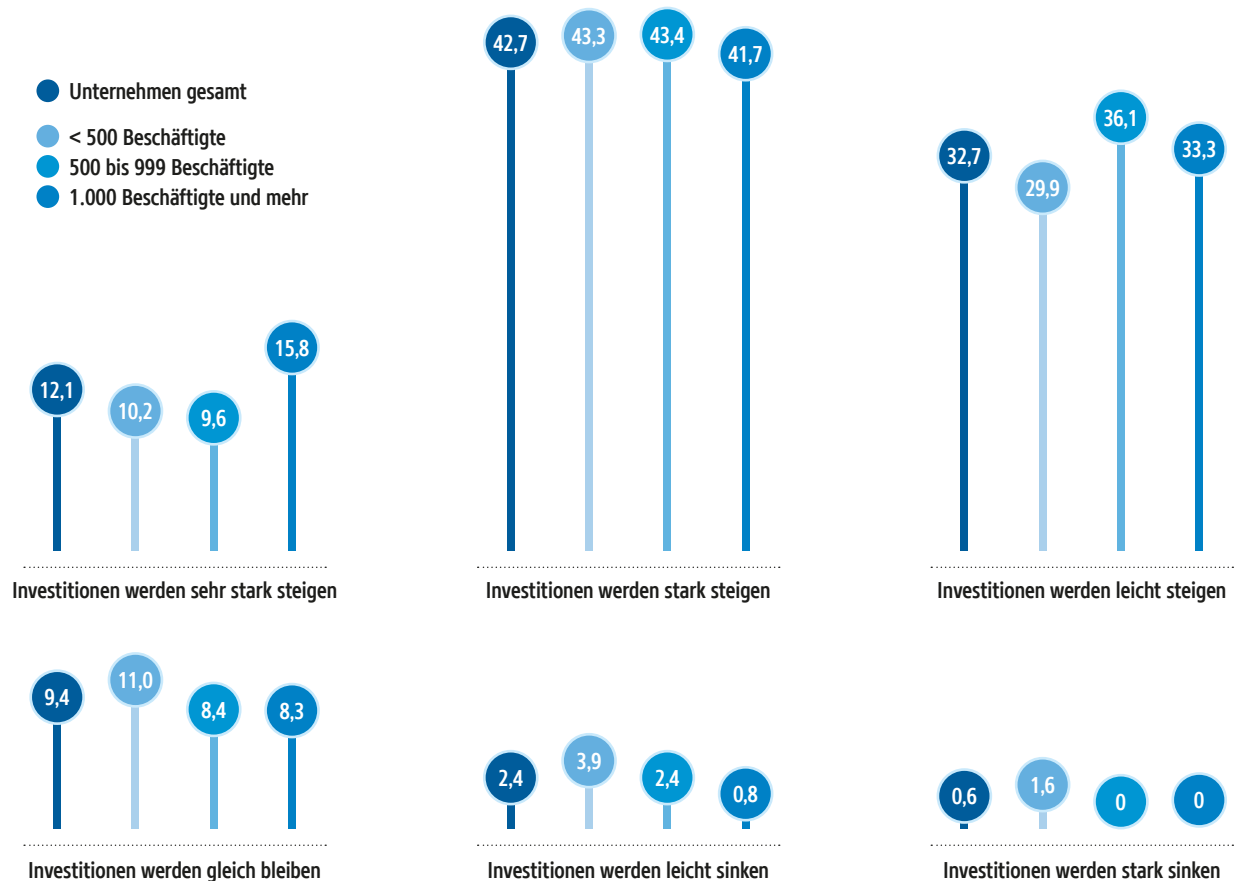 Unternehmen gesamt
< 500 Beschäftigte
500 bis 999 Beschäftigte
1.000 Beschäftigte und mehr
12,1
10,2
9,6
15,8
Investitionen werden sehr stark steigen
42,7
43,3
43,4
41,7
Investitionen werden stark steigen
32,7
29,9
36,1
33,3
Investitionen werden leicht steigen
9,4
11,0
8,4
8,3
Investitionen werden gleich bleiben
2,4
3,9
2,4
0,8
Investitionen werden leicht sinken
0,6
1,6
0
0
Investitionen werden stark sinken